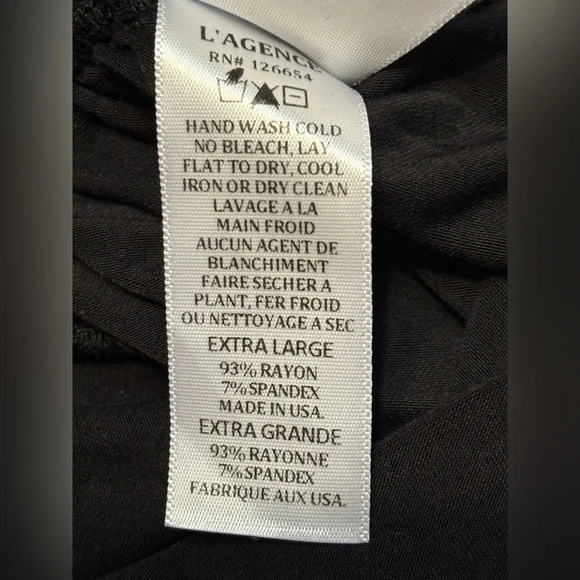 L'AGENCE
RN# 126654
HAND WASH COLD
NO BLEACH, LAY
FLAT TO DRY, COOL
IRON OR DRY CLEAN
LAVAGE A LA
MAIN FROID
AUCUN AGENT DE
BLANCHIMENT
FAIRE SECHER A
PLANT, FER FROID
OU NETTOYAGE A SEC
EXTRA LARGE
93% RAYON
7% SPANDEX
MADE IN USA.
EXTRA GRANDE
93% RAYONNE
7% SPANDEX
FABRIQUE AUX USA.